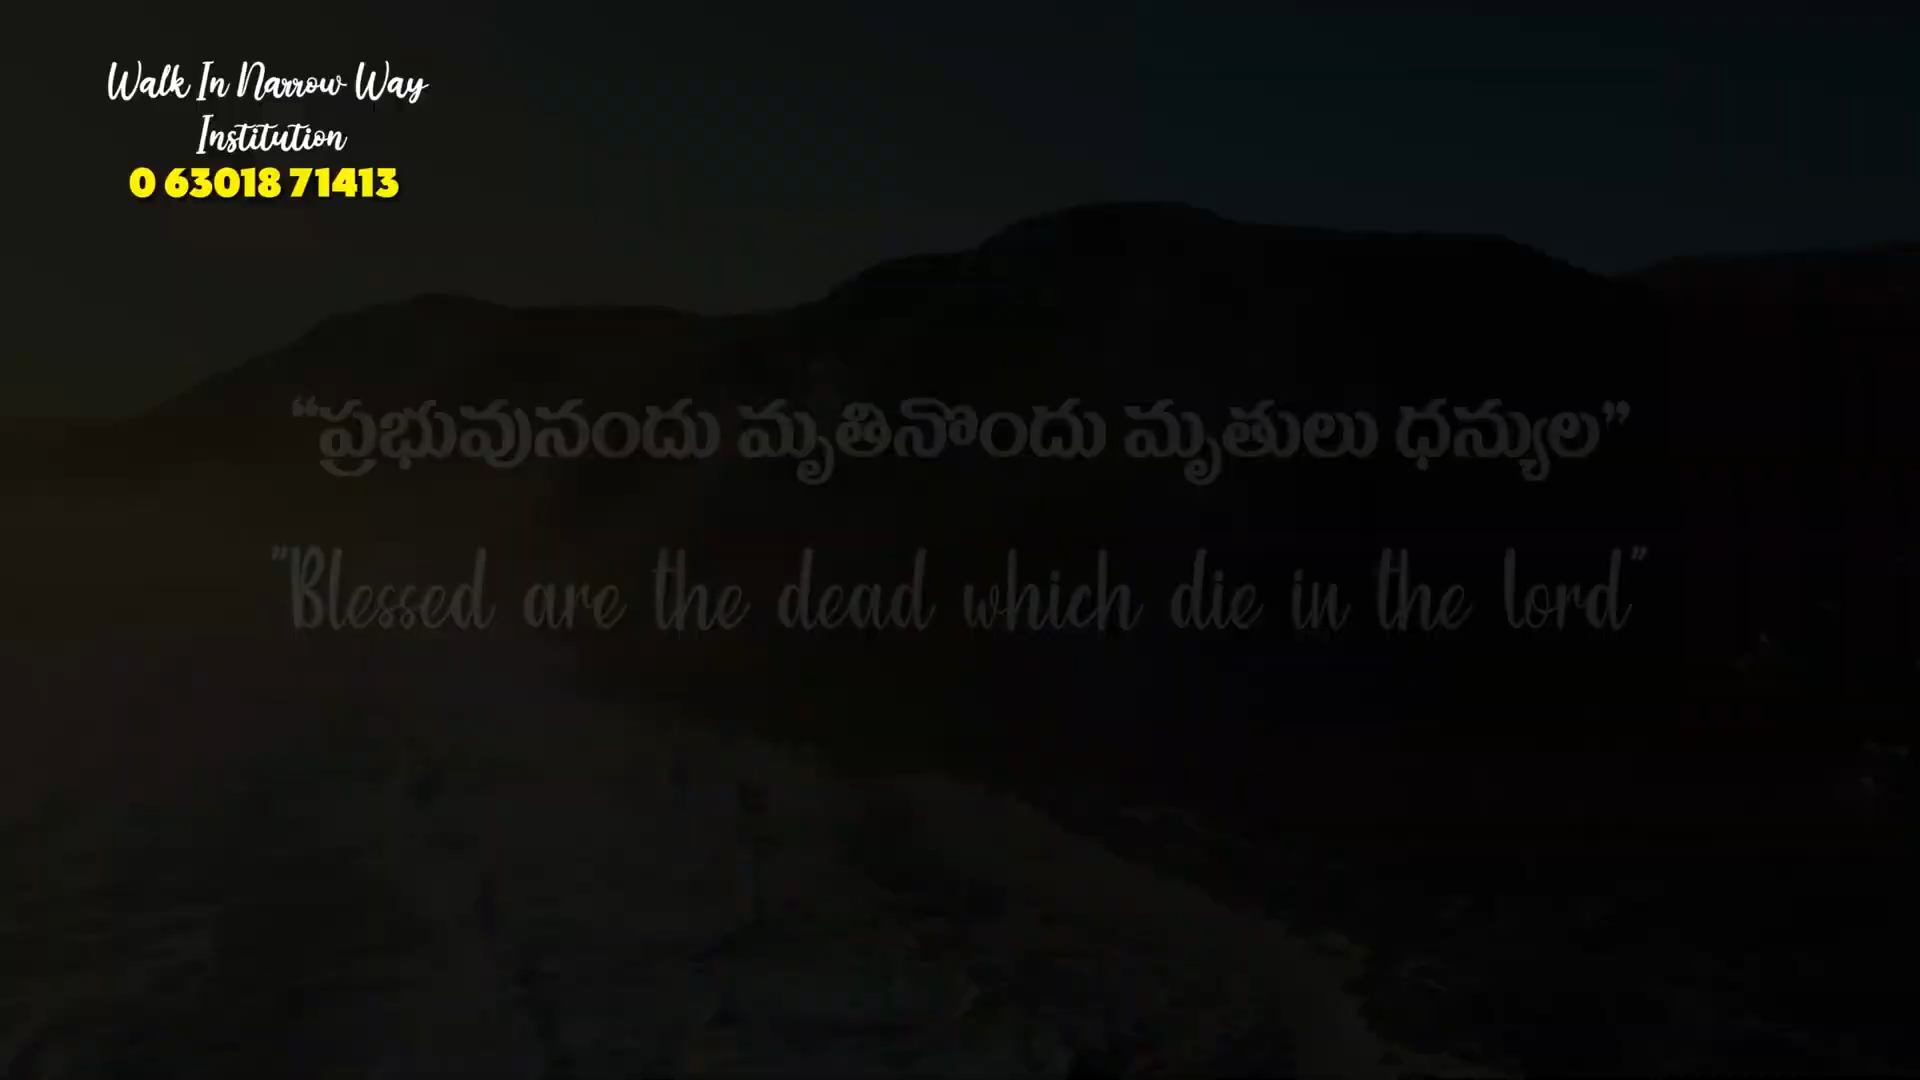 Walk In Narrow Way
Institution
0 63018 71413
“ప్రభువునందు మృతినొందు మృతులు ధన్యుల”
"Blessed are the dead which die in the lord"